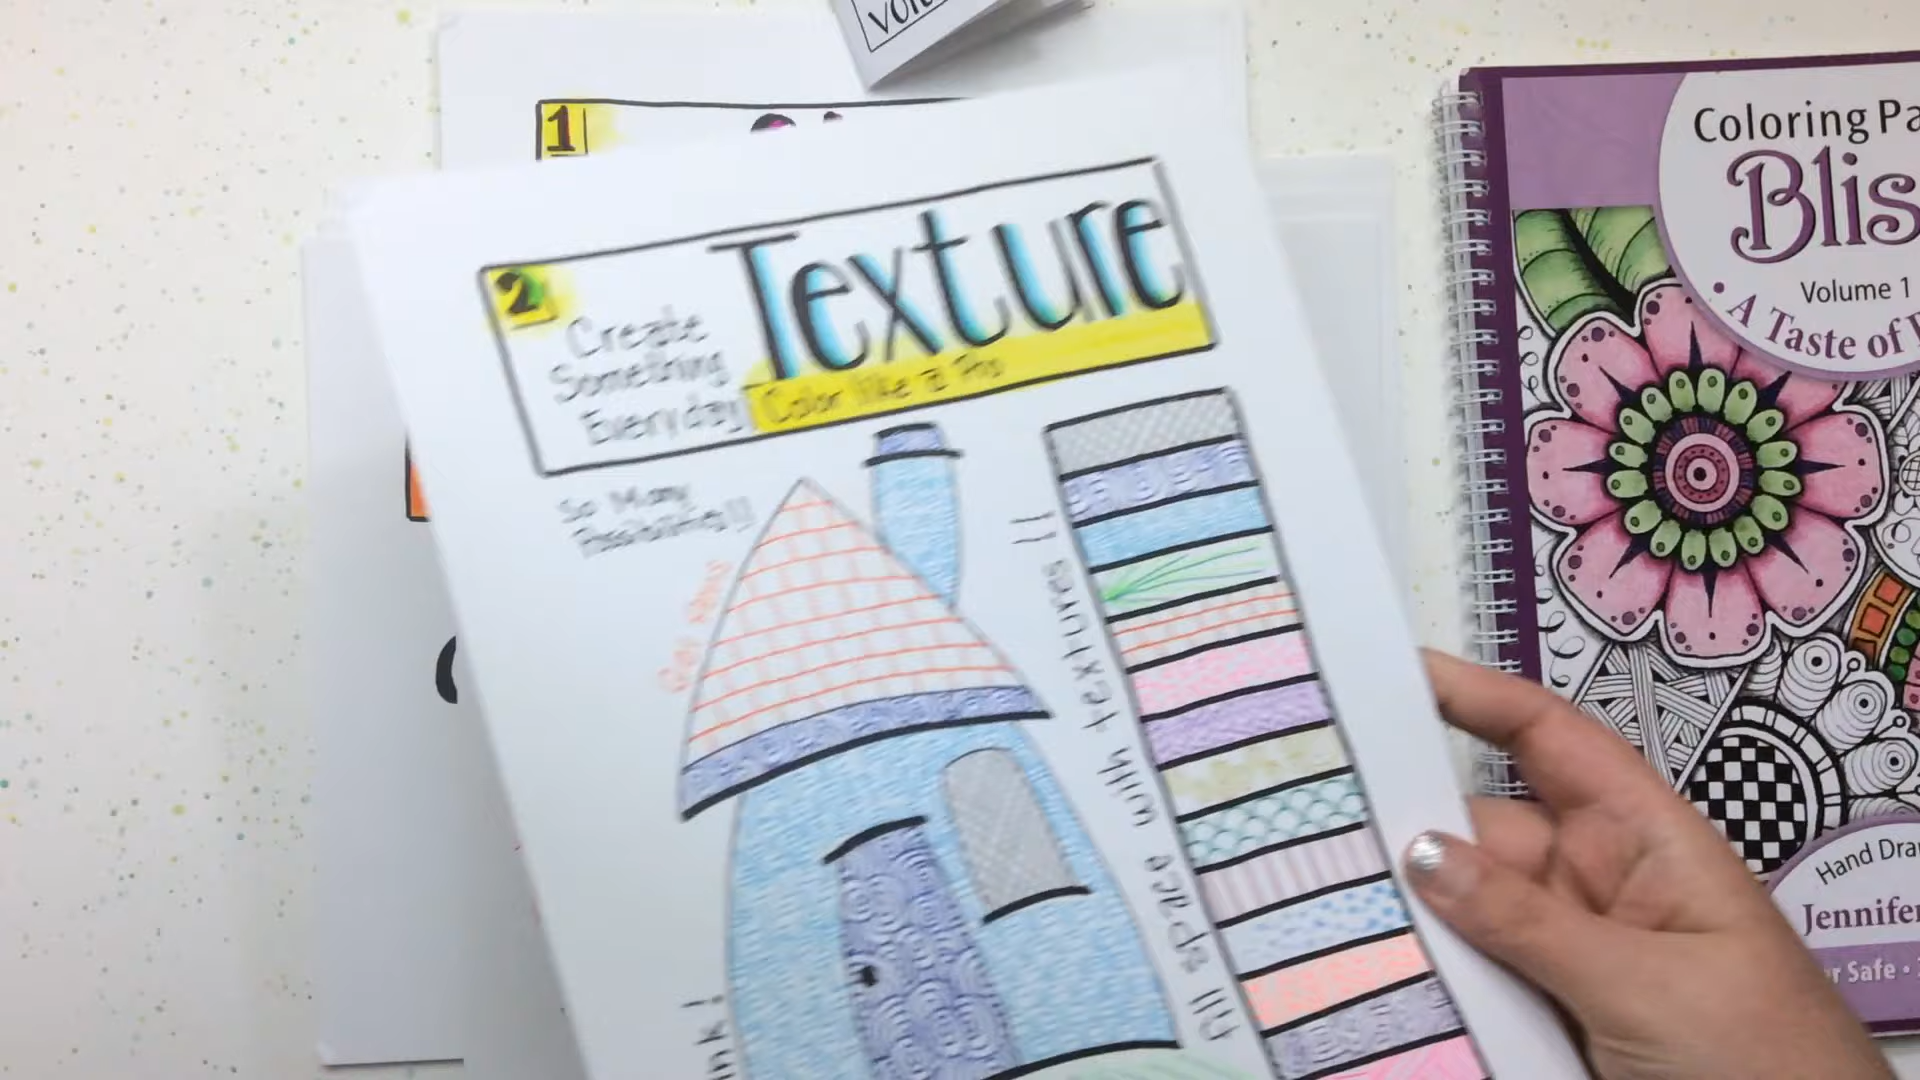 1
2
Texture
Create
Something
Everyday
Color like a Pro
So Many
Possibilities!!
fill space with textures !!
ink!
Coloring Pa
Blis
Volume 1
A Taste of
Hand Dra
Jennifer
r Safe •